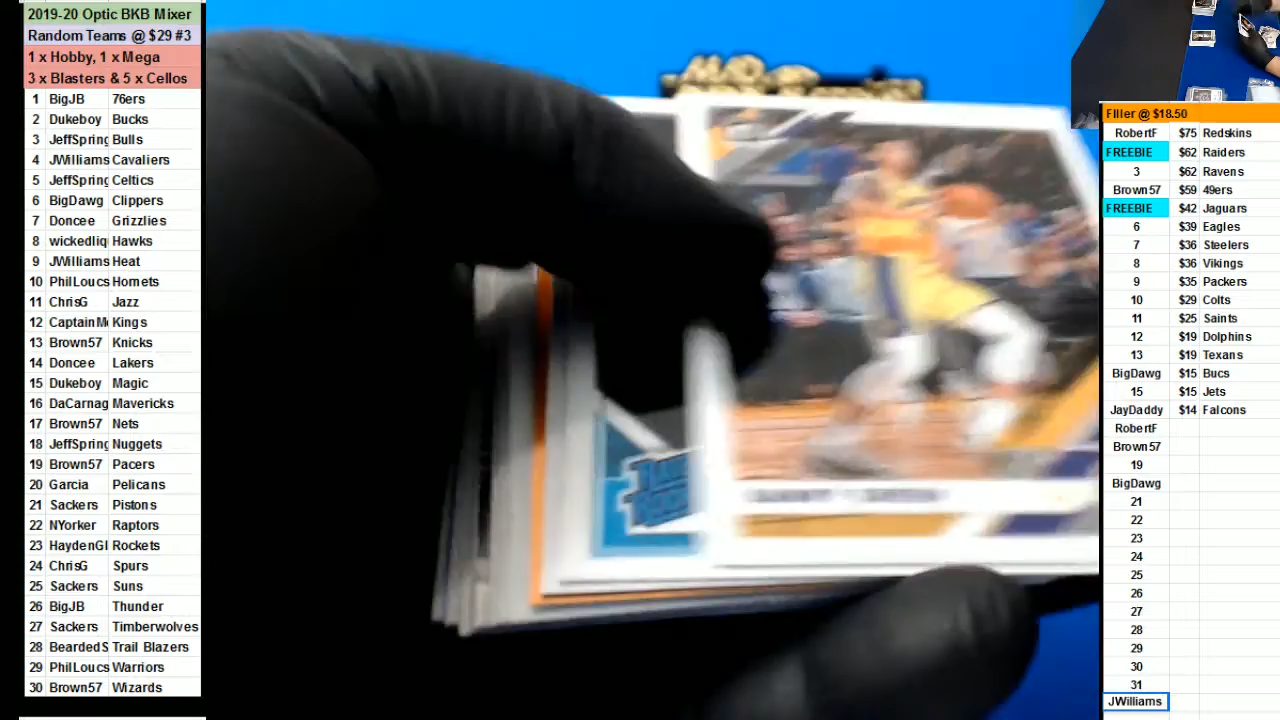 2019-20 Optic BKB Mixer
Random Teams @ $29 #3
1 x Hobby, 1 x Mega
3 x Blasters & 5 x Cellos
1 BigJB 76ers
2 Dukeboy Bucks
3 JeffSpring Bulls
4 JWilliams Cavaliers
5 JeffSpring Celtics
6 BigDawg Clippers
7 Doncee Grizzlies
8 wickedliq Hawks
9 JWilliams Heat
10 PhilLoucs Hornets
11 ChrisG Jazz
12 CaptainM Kings
13 Brown57 Knicks
14 Doncee Lakers
15 Dukeboy Magic
16 DaCarnag Mavericks
17 Brown57 Nets
18 JeffSpring Nuggets
19 Brown57 Pacers
20 Garcia Pelicans
21 Sackers Pistons
22 NYorker Raptors
23 HaydenGl Rockets
24 ChrisG Spurs
25 Sackers Suns
26 BigJB Thunder
27 Sackers Timberwolves
28 BeardedS Trail Blazers
29 PhilLoucs Warriors
30 Brown57 Wizards
Filler @ $18.50
RobertF $75 Redskins
FREEBIE $62 Raiders
3 $62 Ravens
Brown57 $59 49ers
FREEBIE $42 Jaguars
6 $39 Eagles
7 $36 Steelers
8 $36 Vikings
9 $35 Packers
10 $29 Colts
11 $25 Saints
12 $19 Dolphins
13 $19 Texans
BigDawg $15 Bucs
15 $15 Jets
JayDaddy $14 Falcons
RobertF
Brown57
19
BigDawg
21
22
23
24
25
26
27
28
29
30
31
JWilliams